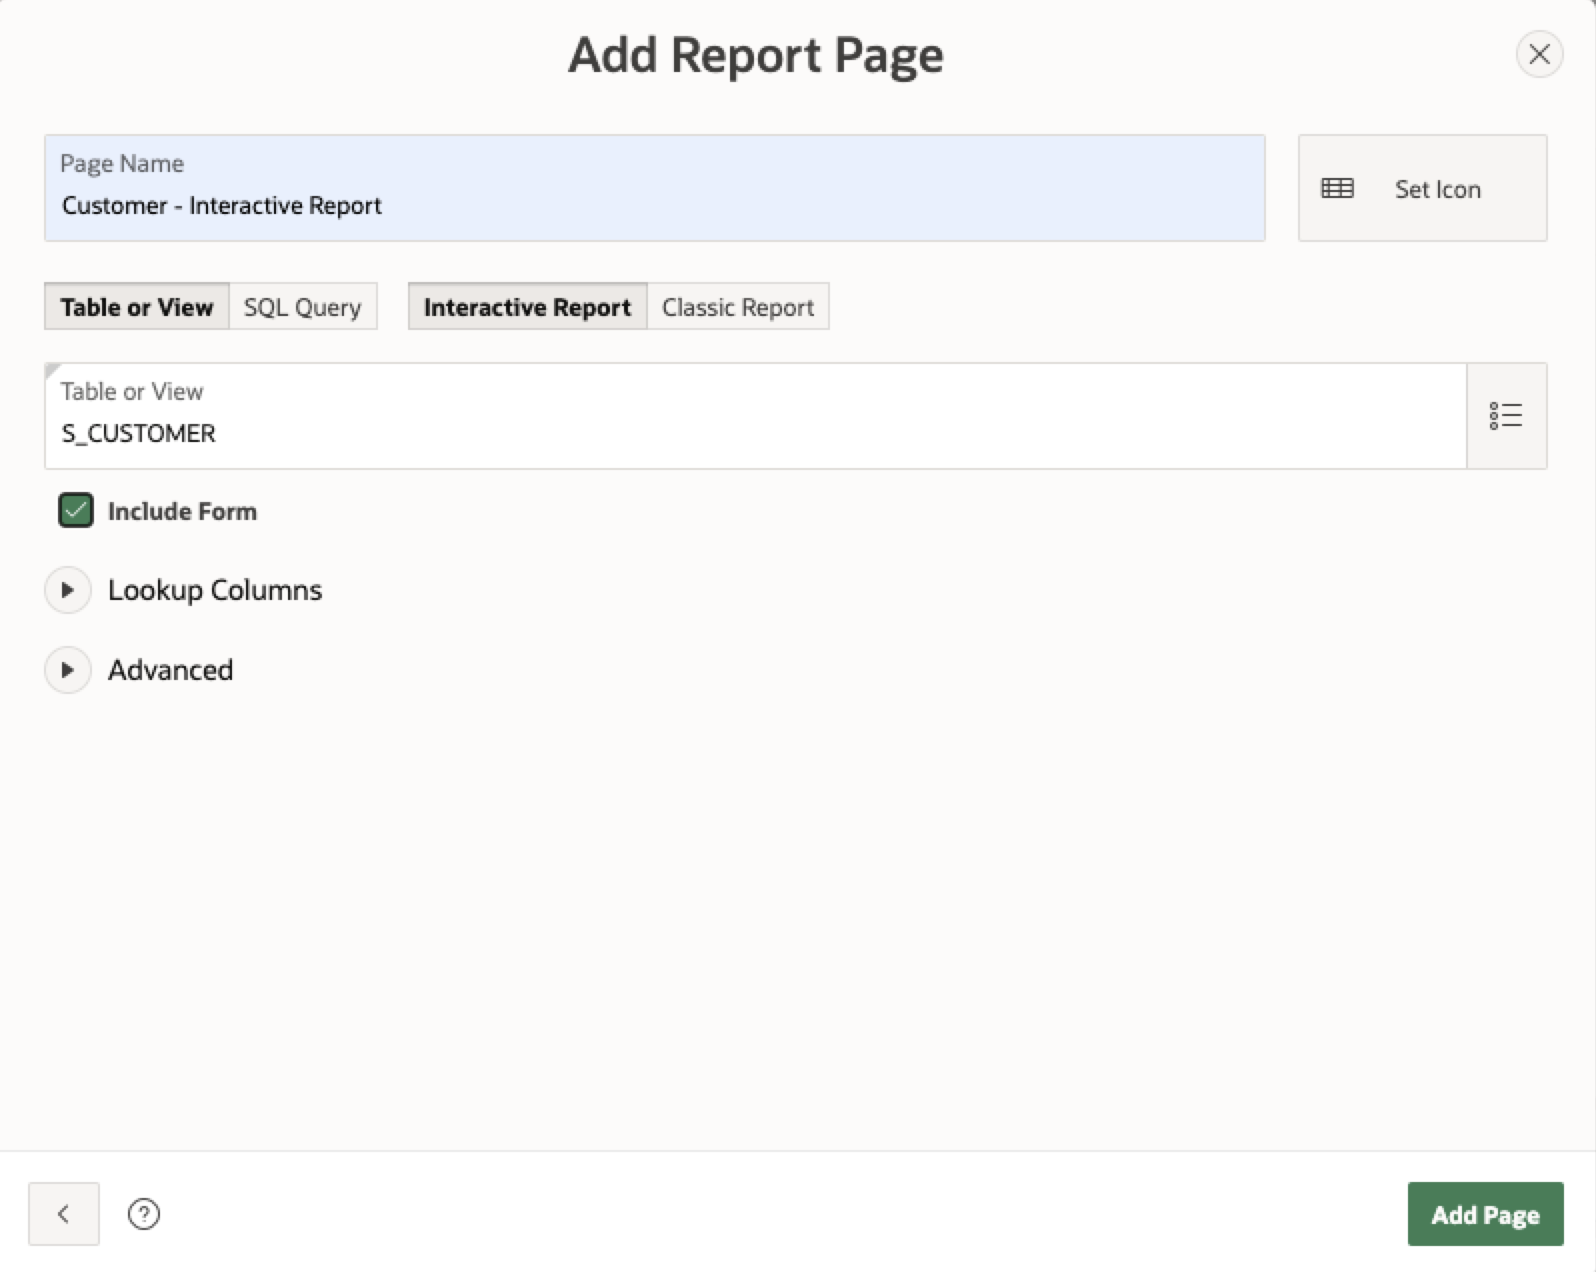 Add Report Page
Page Name
Customer - Interactive Report
Set Icon
Table or View
SQL Query
Interactive Report
Classic Report
Table or View
S_CUSTOMER
Include Form
Lookup Columns
Advanced
?
Add Page